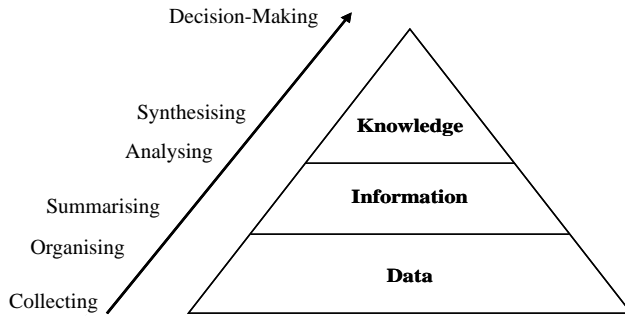 Decision-Making
Synthesising
Knowledge
Analysing
Information
Summarising
Organising
Data
Collecting